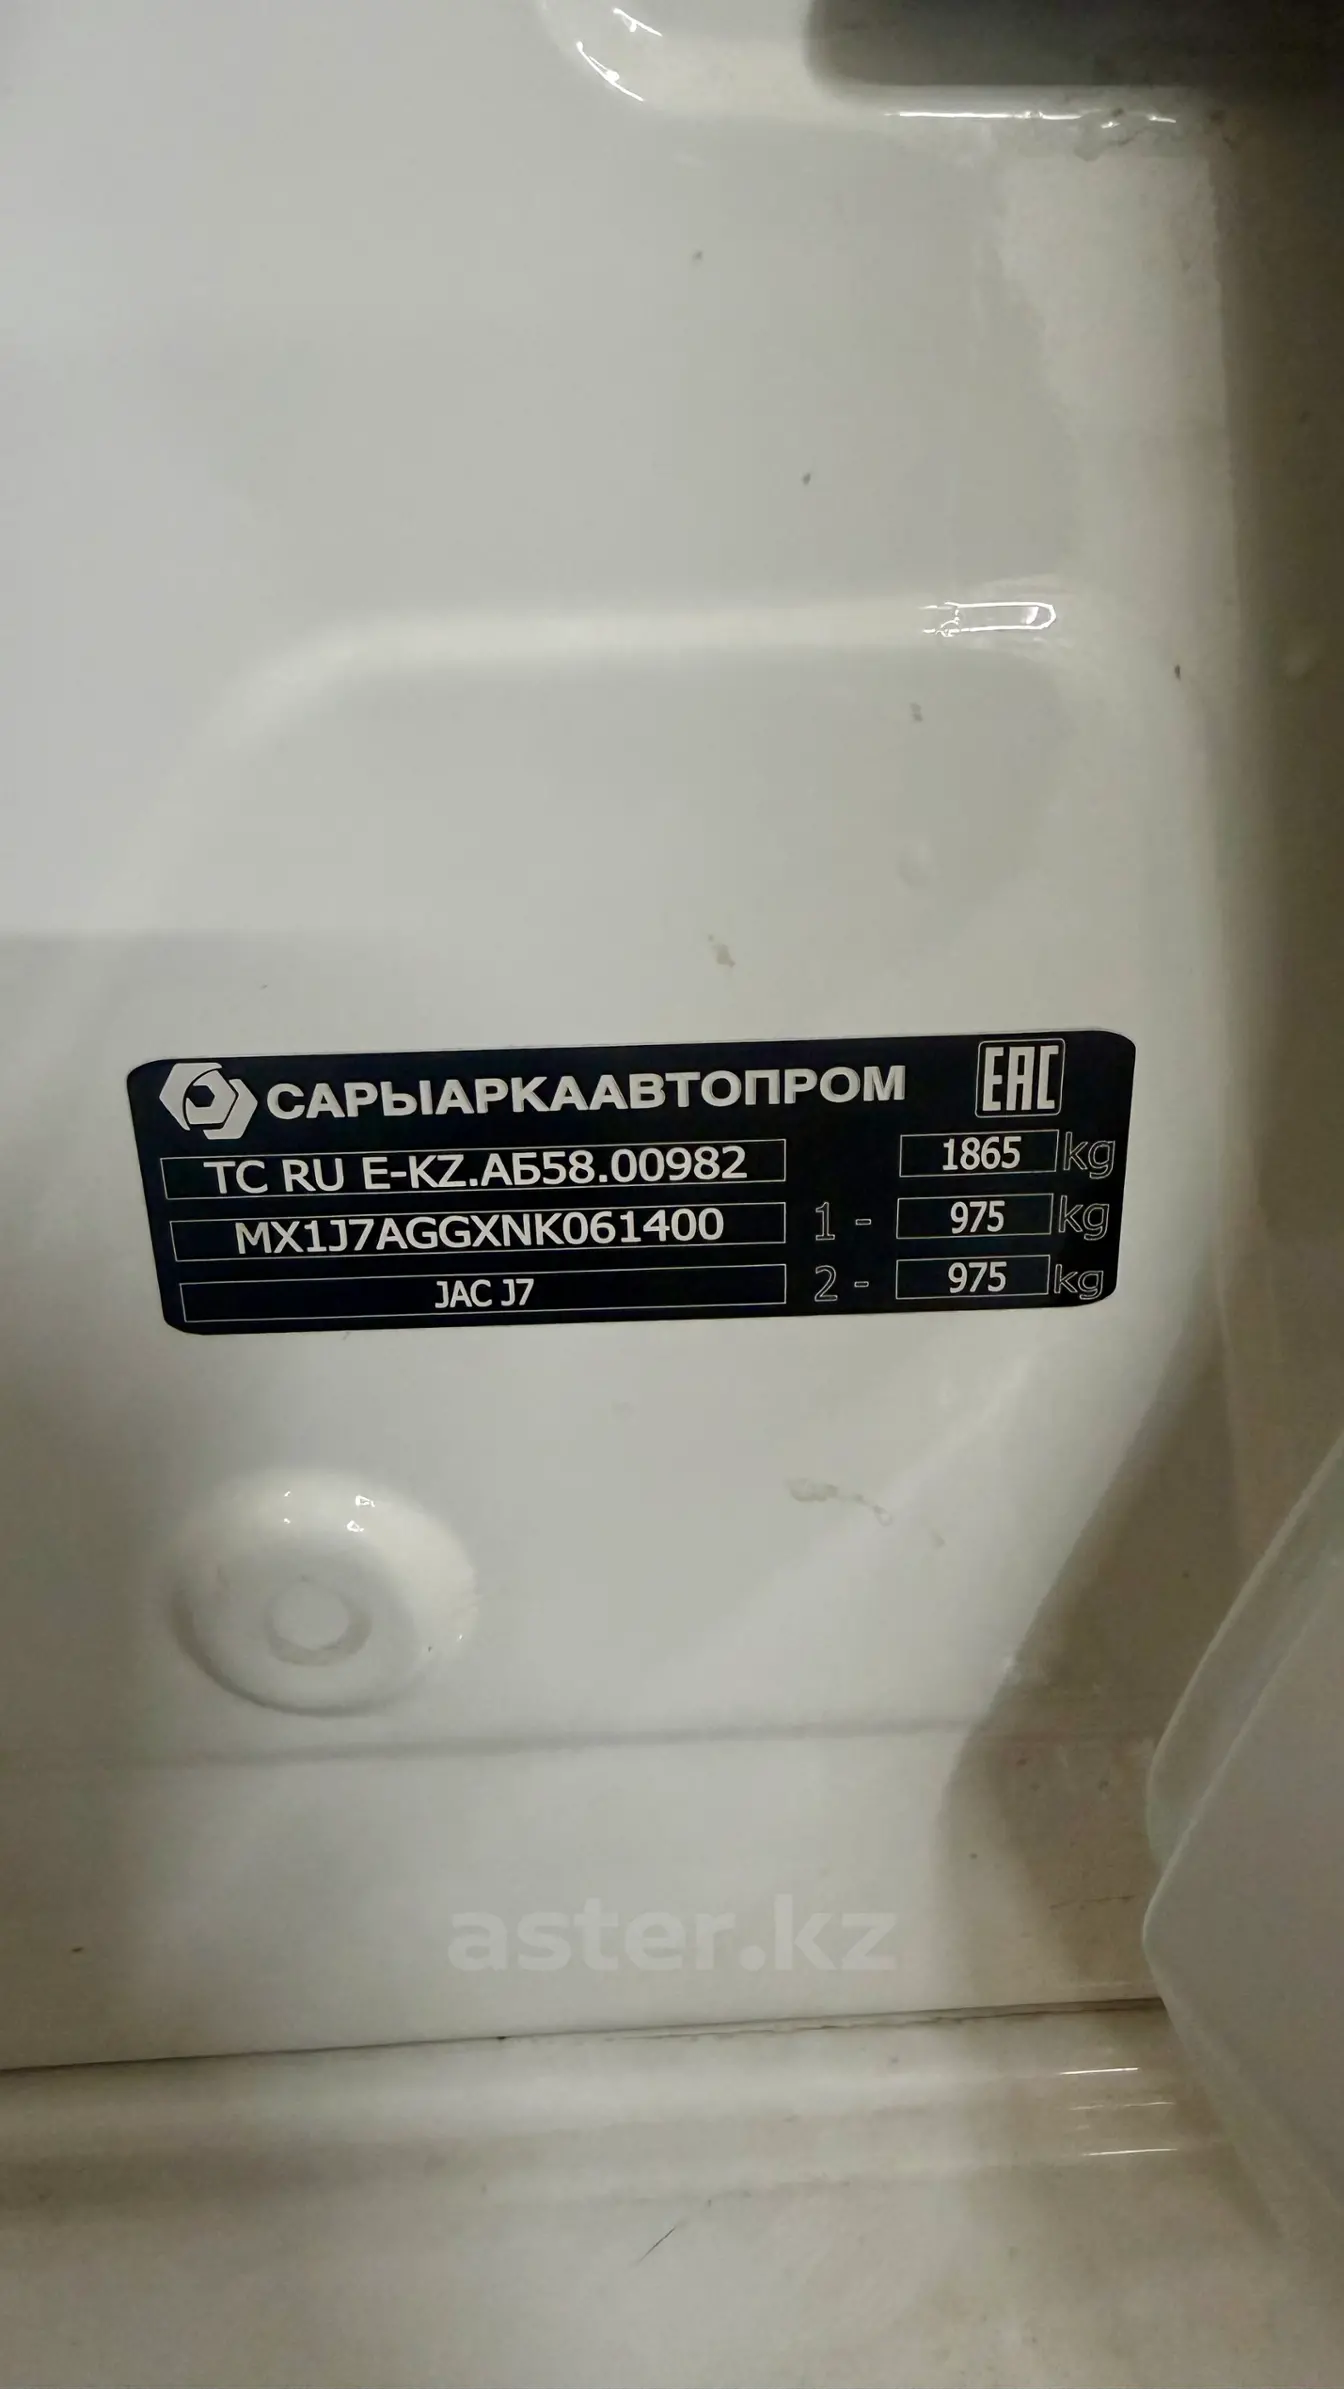 САРЫАРКААВТОПРОМ EAC
TC RU E-KZ.АБ58.00982 1865 kg
MX1J7AGGXNK061400 1 - 975 kg
JAC J7 2 - 975 kg
aster.kz